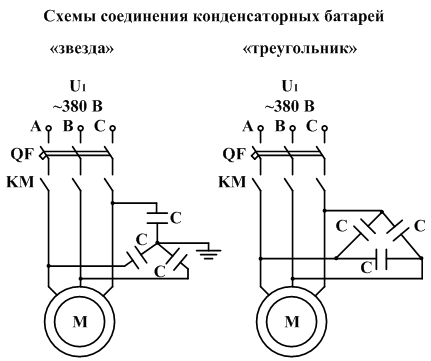 Схемы соединения конденсаторных батарей
«звезда» «треугольник»
U1 U1
~380 В ~380 В
A B C A B C
QF QF
KM KM
C C
C
C C
C C
M M